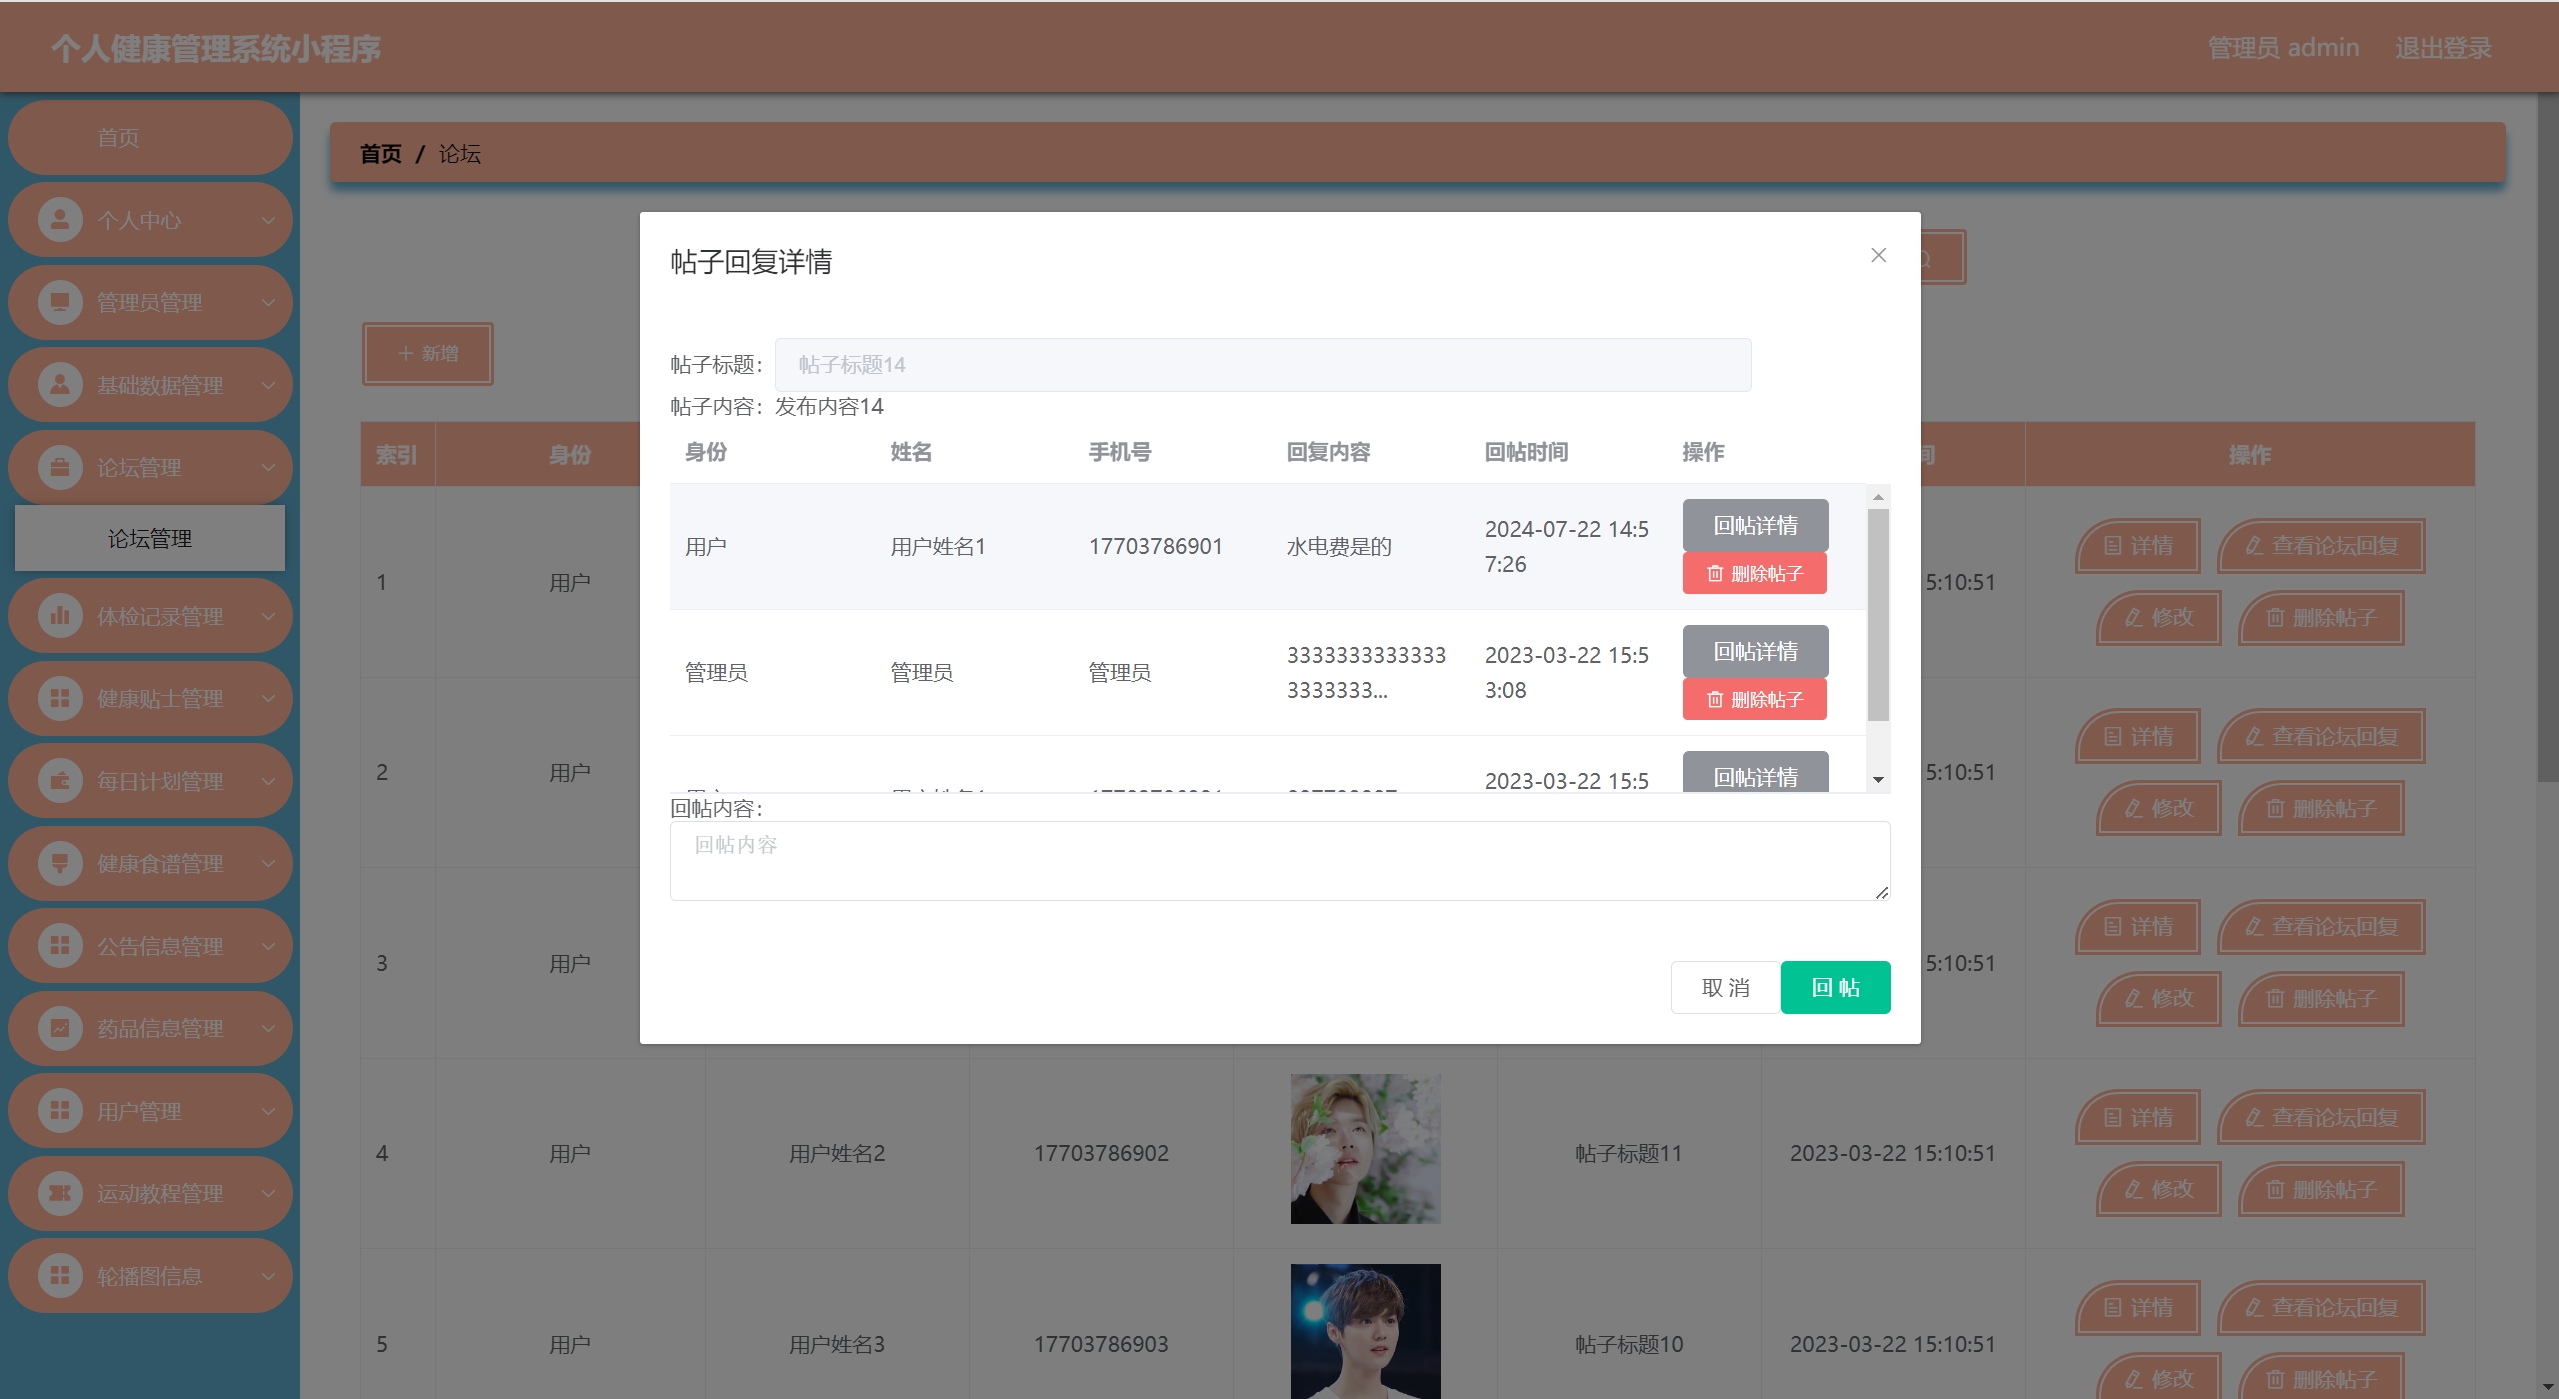 个人健康管理系统小程序
管理员 admin 退出登录
首页
个人中心
管理员管理
基础数据管理
论坛管理
论坛管理
体检记录管理
健康贴士管理
每日计划管理
健康食谱管理
公告信息管理
药品信息管理
用户管理
运动教程管理
轮播图信息
首页 / 论坛
新增
索引 身份 间 操作
1 用户 5:10:51 详情 查看论坛回复
修改 删除帖子
2 用户 5:10:51 详情 查看论坛回复
修改 删除帖子
3 用户 5:10:51 详情 查看论坛回复
修改 删除帖子
4 用户 用户姓名2 17703786902 帖子标题11 2023-03-22 15:10:51 详情 查看论坛回复
修改 删除帖子
5 用户 用户姓名3 17703786903 帖子标题10 2023-03-22 15:10:51 详情 查看论坛回复
修改 删除帖子
帖子回复详情
帖子标题: 帖子标题14
帖子内容: 发布内容14
身份 姓名 手机号 回复内容 回帖时间 操作
用户 用户姓名1 17703786901 水电费是的 2024-07-22 14:5
7:26
回帖详情
删除帖子
管理员 管理员 管理员 3333333333333
3333333...
2023-03-22 15:5
3:08
回帖详情
删除帖子
2023-03-22 15:5
回帖详情
回帖内容:
回帖内容
取 消 回 帖